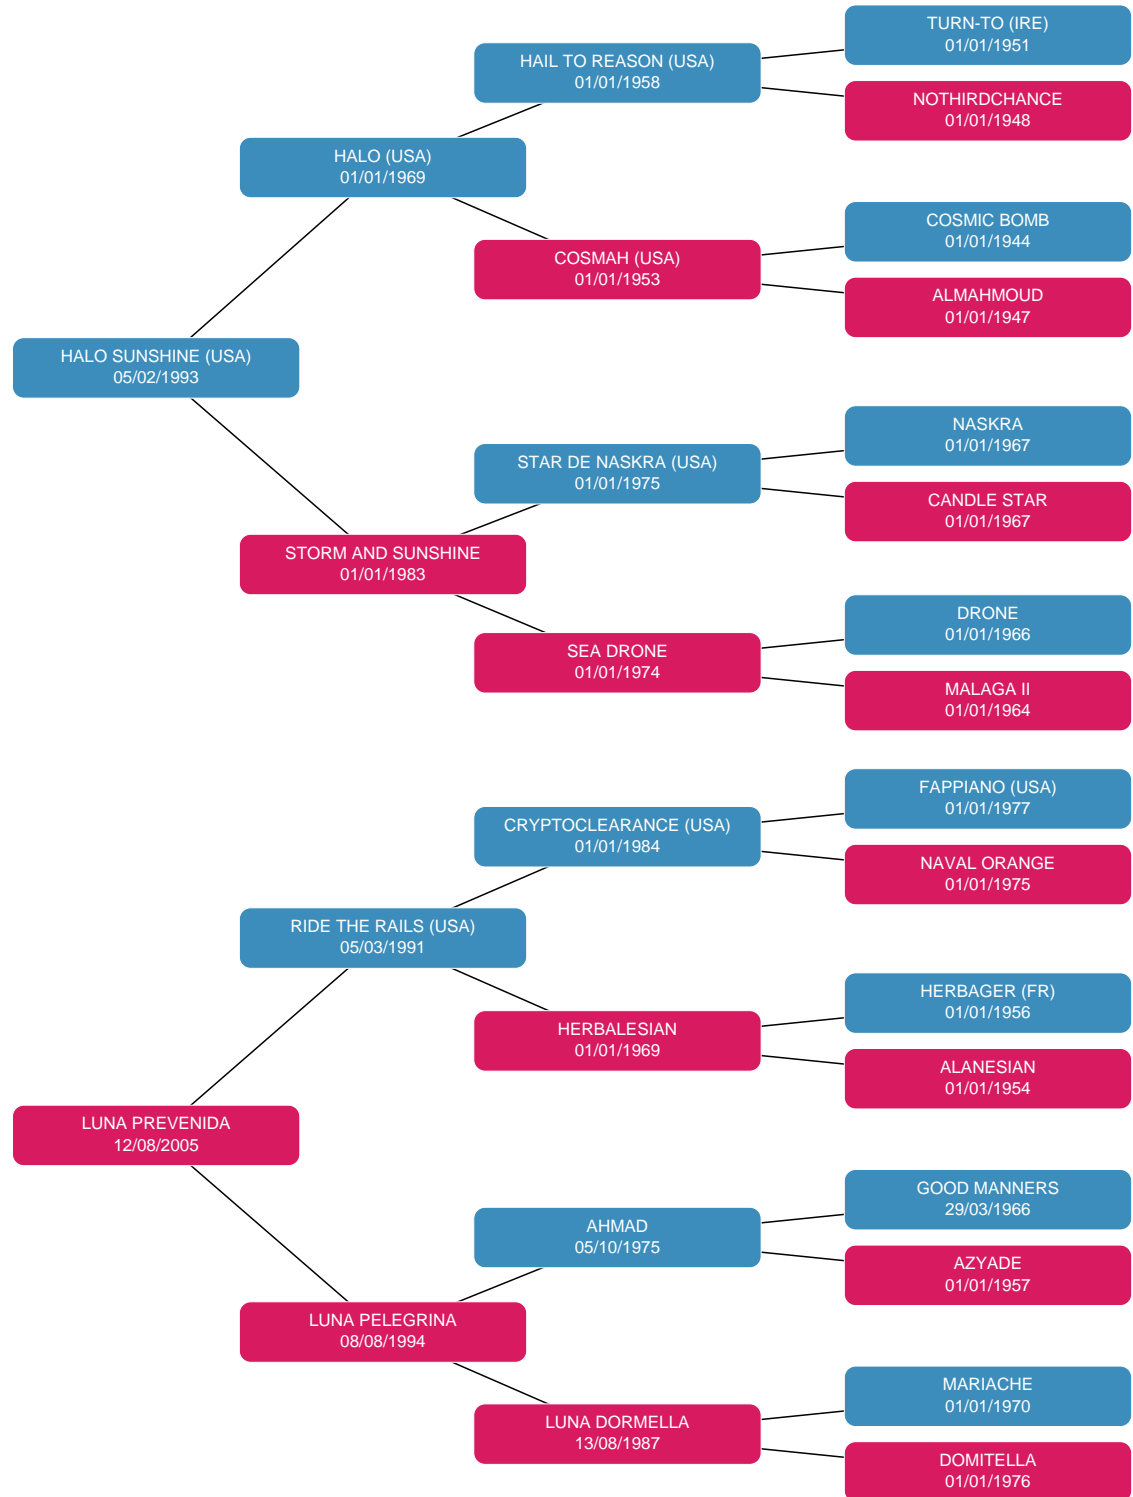 TURN-TO (IRE)
01/01/1951
HAIL TO REASON (USA)
01/01/1958
NOTHIRDCHANCE
01/01/1948
HALO (USA)
01/01/1969
COSMIC BOMB
01/01/1944
COSMAH (USA)
01/01/1953
ALMAHMOUD
01/01/1947
HALO SUNSHINE (USA)
05/02/1993
NASKRA
01/01/1967
STAR DE NASKRA (USA)
01/01/1975
CANDLE STAR
01/01/1967
STORM AND SUNSHINE
01/01/1983
DRONE
01/01/1966
SEA DRONE
01/01/1974
MALAGA II
01/01/1964
FAPPIANO (USA)
01/01/1977
CRYPTOCLEARANCE (USA)
01/01/1984
NAVAL ORANGE
01/01/1975
RIDE THE RAILS (USA)
05/03/1991
HERBAGER (FR)
01/01/1956
HERBALESIAN
01/01/1969
ALANESIAN
01/01/1954
LUNA PREVENIDA
12/08/2005
GOOD MANNERS
29/03/1966
AHMAD
05/10/1975
AZYADE
01/01/1957
LUNA PELEGRINA
08/08/1994
MARIACHE
01/01/1970
LUNA DORMELLA
13/08/1987
DOMITELLA
01/01/1976